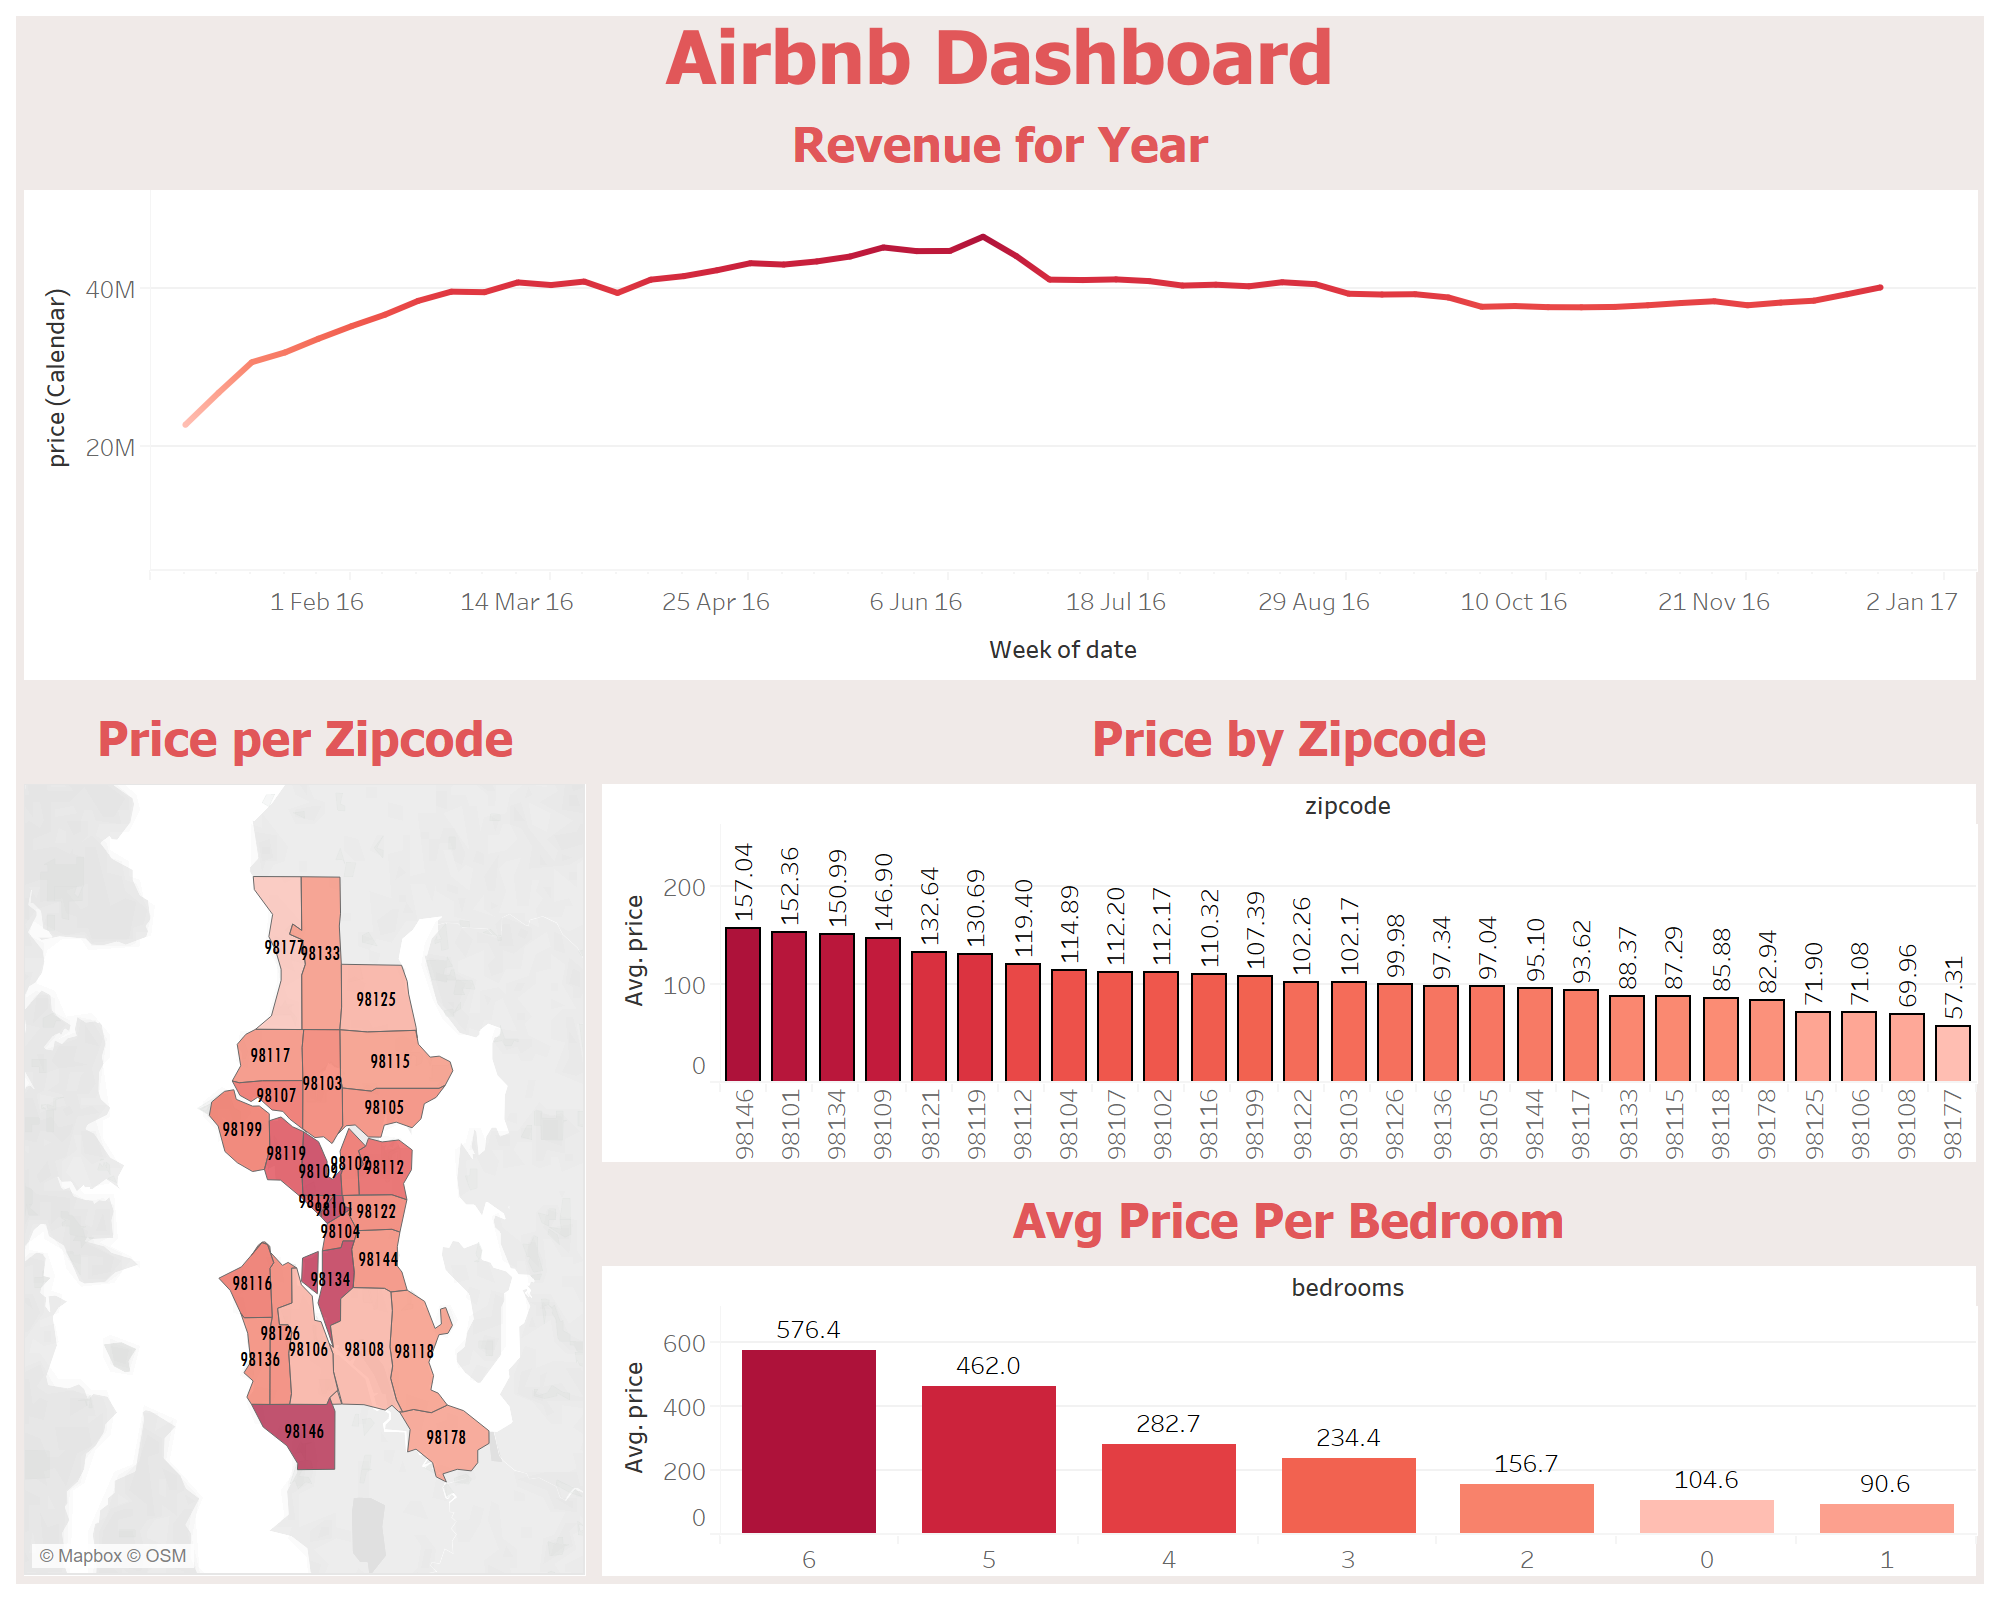 Airbnb Dashboard
Revenue for Year
price (Calendar)
40M
20M
1 Feb 16 14 Mar 16 25 Apr 16 6 Jun 16 18 Jul 16 29 Aug 16 10 Oct 16 21 Nov 16 2 Jan 17
Week of date
Price per Zipcode
98177 98133
98125
98117 98115
98103
98107
98105
98199
98119
98109 98102 98112
98121
98101 98122
98104
98144
98134
98116
98126
98136 98106 98108 98118
98146
98178
© Mapbox © OSM
Price by Zipcode
zipcode
Avg. price
200
100
0
157.04 152.36 150.99 146.90 132.64 130.69 119.40 114.89 112.20 112.17 110.32 107.39 102.26 102.17 99.98 97.34 97.04 95.10 93.62 88.37 87.29 85.88 82.94 71.90 71.08 69.96 57.31
98146 98101 98134 98109 98121 98119 98112 98104 98107 98102 98116 98199 98122 98103 98126 98136 98105 98144 98117 98133 98115 98118 98178 98125 98106 98108 98177
Avg Price Per Bedroom
bedrooms
Avg. price
600
400
200
0
576.4 462.0 282.7 234.4 156.7 104.6 90.6
6 5 4 3 2 0 1